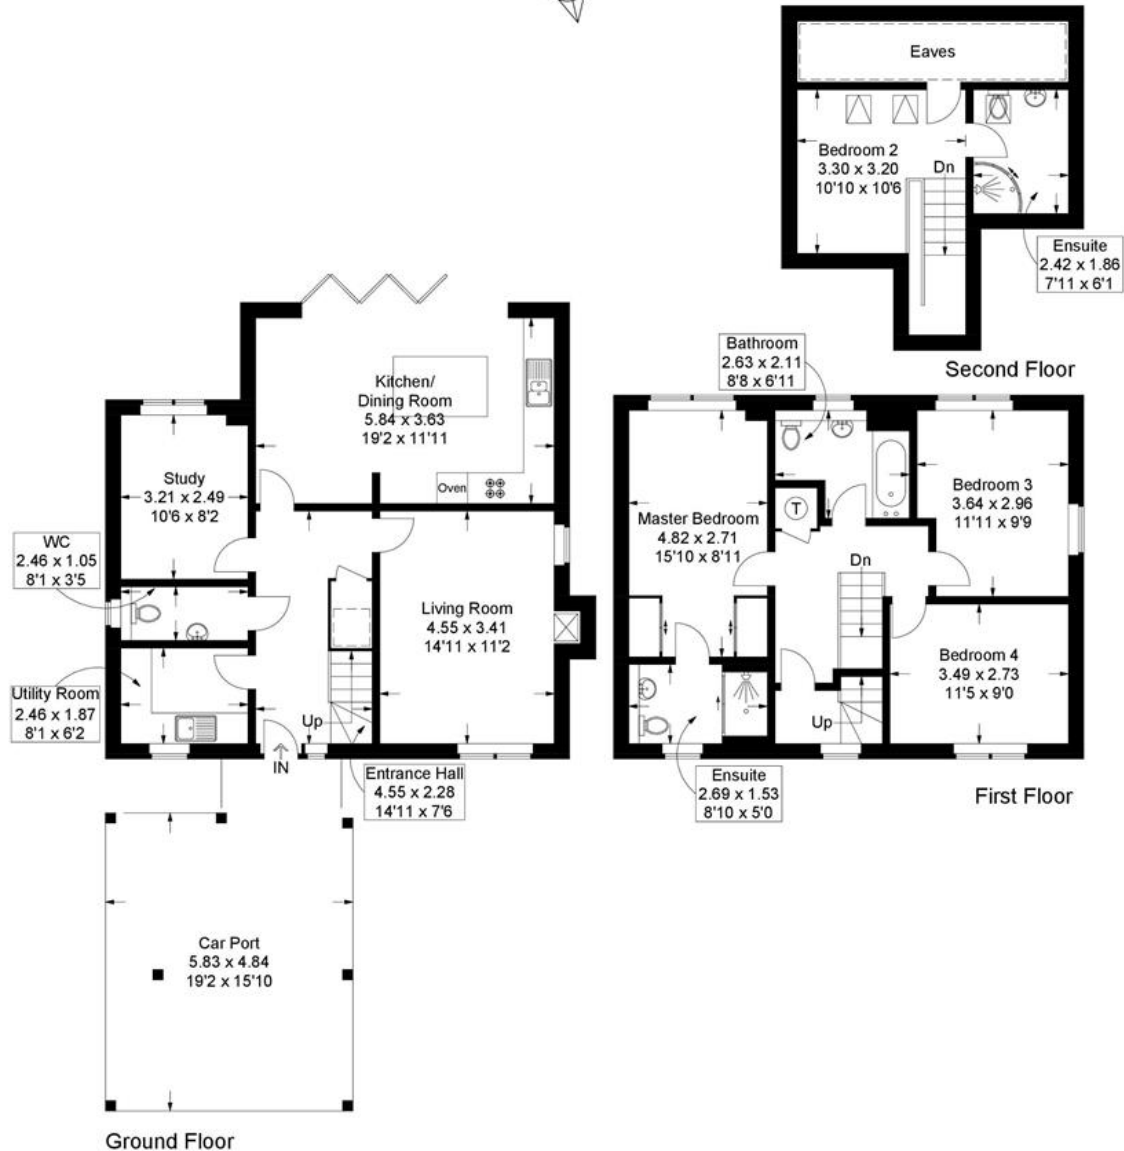 Eaves
Bedroom 2
3.30 x 3.20
10'10 x 10'6
Dn
Ensuite
2.42 x 1.86
7'11 x 6'1
Second Floor
Kitchen/
Dining Room
5.84 x 3.63
19'2 x 11'11
Oven
Study
3.21 x 2.49
10'6 x 8'2
WC
2.46 x 1.05
8'1 x 3'5
Living Room
4.55 x 3.41
14'11 x 11'2
Utility Room
2.46 x 1.87
8'1 x 6'2
Up
IN
Entrance Hall
4.55 x 2.28
14'11 x 7'6
Car Port
5.83 x 4.84
19'2 x 15'10
Ground Floor
Bathroom
2.63 x 2.11
8'8 x 6'11
Master Bedroom
4.82 x 2.71
15'10 x 8'11
T
Dn
Bedroom 3
3.64 x 2.96
11'11 x 9'9
Bedroom 4
3.49 x 2.73
11'5 x 9'0
Up
Ensuite
2.69 x 1.53
8'10 x 5'0
First Floor